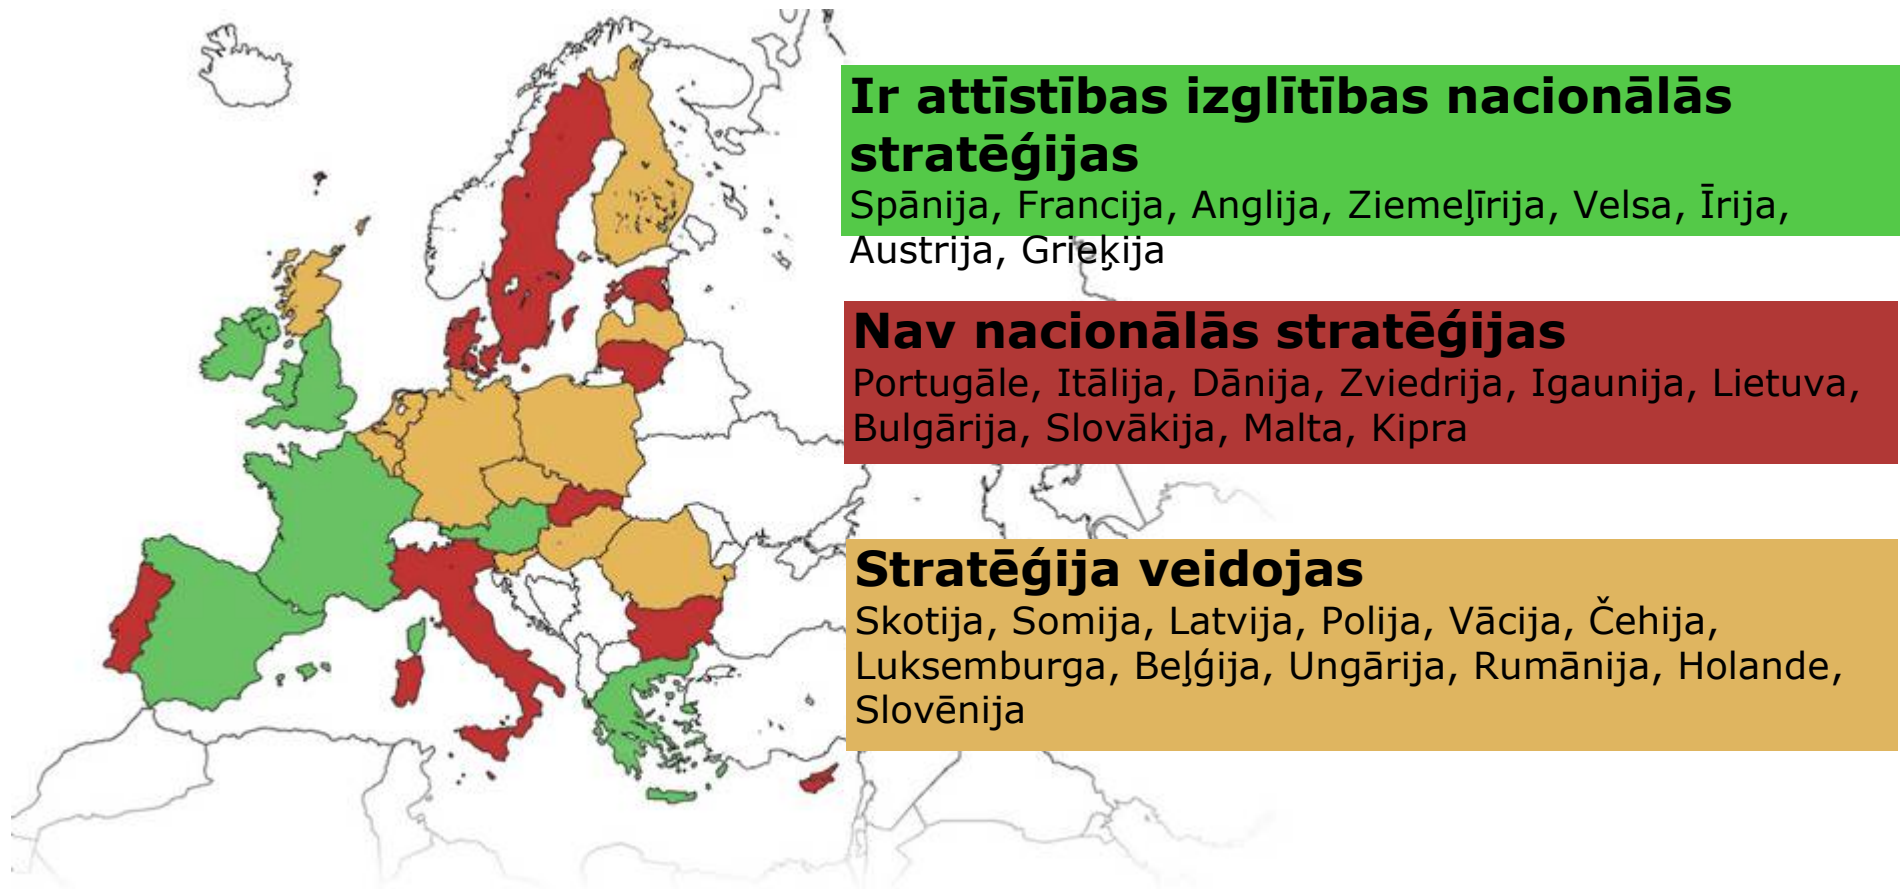 Ir attīstības izglītības nacionālās
stratēģijas
Spānija, Francija, Anglija, Ziemeļīrija, Velsa, Īrija,
Austrija, Grieķija
Nav nacionālās stratēģijas
Portugāle, Itālija, Dānija, Zviedrija, Igaunija, Lietuva,
Bulgārija, Slovākija, Malta, Kipra
Stratēģija veidojas
Skotija, Somija, Latvija, Polija, Vācija, Čehija,
Luksemburga, Beļģija, Ungārija, Rumānija, Holande,
Slovēnija